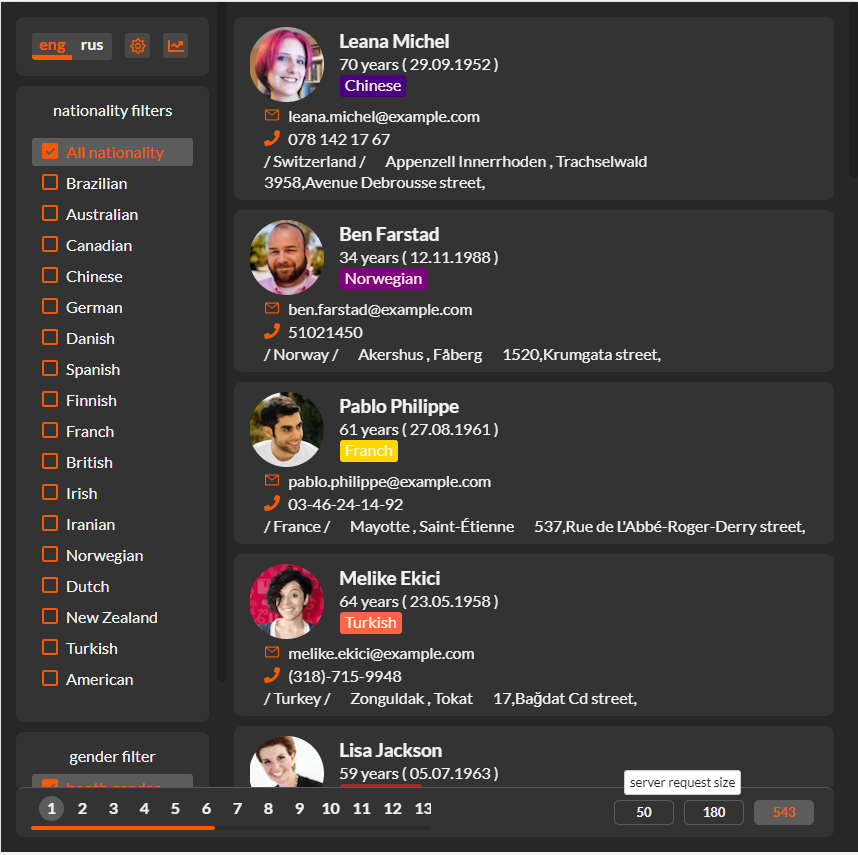 eng rus
nationality filters
All nationality
Brazilian
Australian
Canadian
Chinese
German
Danish
Spanish
Finnish
Franch
British
Irish
Iranian
Norwegian
Dutch
New Zealand
Turkish
American
gender filter
Leana Michel
70 years ( 29.09.1952 )
Chinese
leana.michel@example.com
078 142 17 67
/ Switzerland / Appenzell Innerrhoden , Trachselwald
3958,Avenue Debrousse street,
Ben Farstad
34 years ( 12.11.1988 )
Norwegian
ben.farstad@example.com
51021450
/ Norway / Akershus , Fåberg 1520,Krumgata street,
Pablo Philippe
61 years ( 27.08.1961 )
Franch
pablo.philippe@example.com
03-46-24-14-92
/ France / Mayotte , Saint-Étienne 537,Rue de L'Abbé-Roger-Derry street,
Melike Ekici
64 years ( 23.05.1958 )
Turkish
melike.ekici@example.com
(318)-715-9948
/ Turkey / Zonguldak , Tokat 17,Bağdat Cd street,
Lisa Jackson
59 years ( 05.07.1963 )
server request size
1 2 3 4 5 6 7 8 9 10 11 12 13
50 180 543